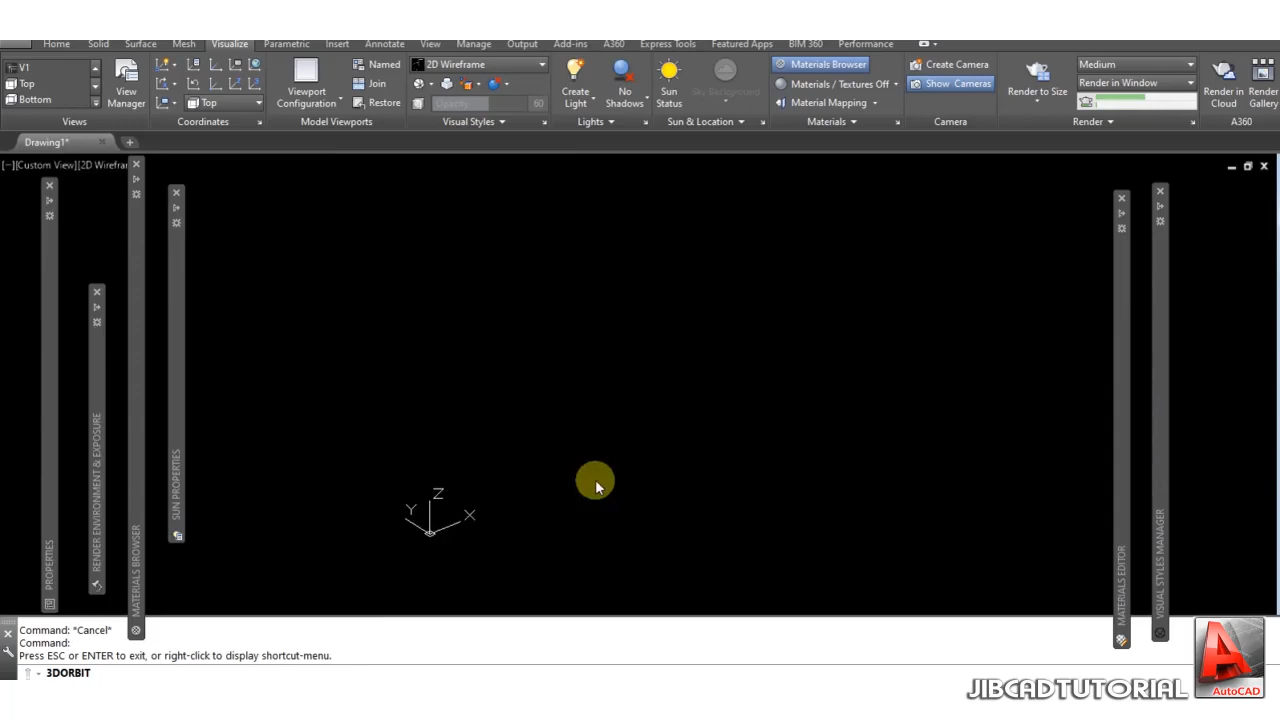 Home Solid Surface Mesh Visualize Parametric Insert Annotate View Manage Output Add-ins A360 Express Tools Featured Apps BIM 360 Performance
V1
Top
Bottom
View
Manager
Views
Top
Coordinates
Viewport
Configuration
Named
Join
Restore
Model Viewports
2D Wireframe
Opacity 60
Visual Styles
Create
Light
No
Shadows
Lights
Sun
Status
Sky Background
Sun & Location
Materials Browser
Materials / Textures Off
Material Mapping
Materials
Create Camera
Show Cameras
Camera
Render to Size
Medium
Render in Window
Render
Render in
Cloud
Render
Gallery
A360
Drawing1*
[−][Custom View][2D Wirefra
PROPERTIES
RENDER ENVIRONMENT & EXPOSURE
MATERIALS BROWSER
SUN PROPERTIES
MATERIALS EDITOR
VISUAL STYLES MANAGER
Z
Y
X
Command: *Cancel*
Command:
Press ESC or ENTER to exit, or right-click to display shortcut-menu.
3DORBIT
JIBCADTUTORIAL
A
AutoCAD